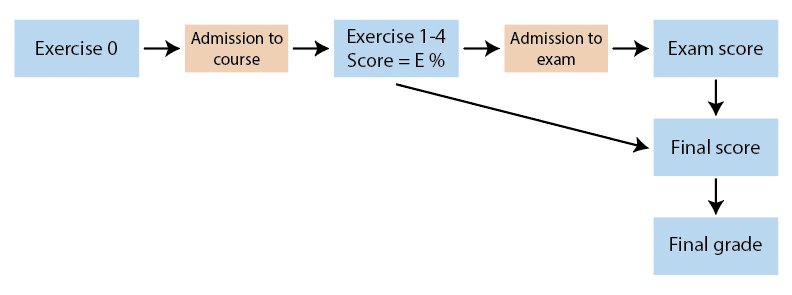 Exercise 0
Admission to
course
Exercise 1-4
Score = E %
Admission to
exam
Exam score
Final score
Final grade